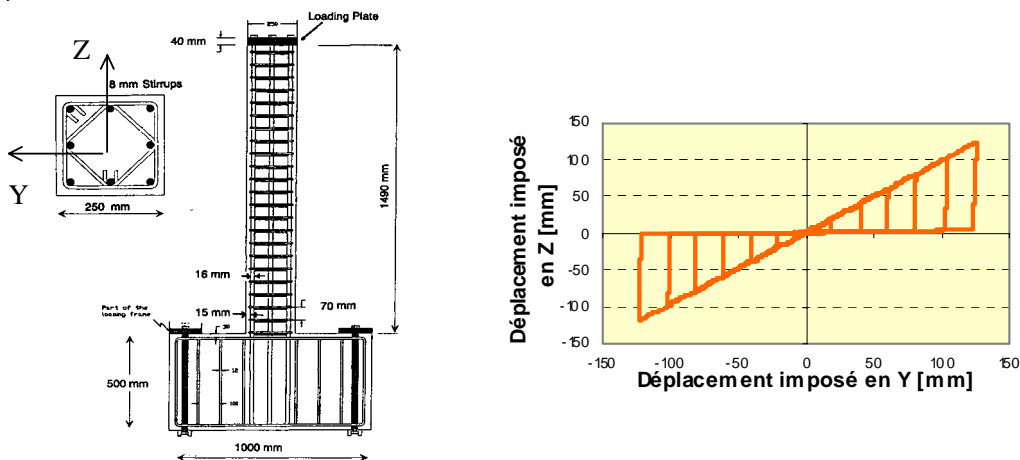 250
Loading Plate
40 mm
Z
8 mm Stirrups
Y
250 mm
1490 mm
16 mm
70 mm
15 mm
Part of the
loading frame
30
500 mm
12
1000 mm
Déplacement imposé
en Z [mm]
150
100
50
0
-50
-100
-150
-150
-100
-50
0
50
100
150
Déplacement imposé en Y [mm]